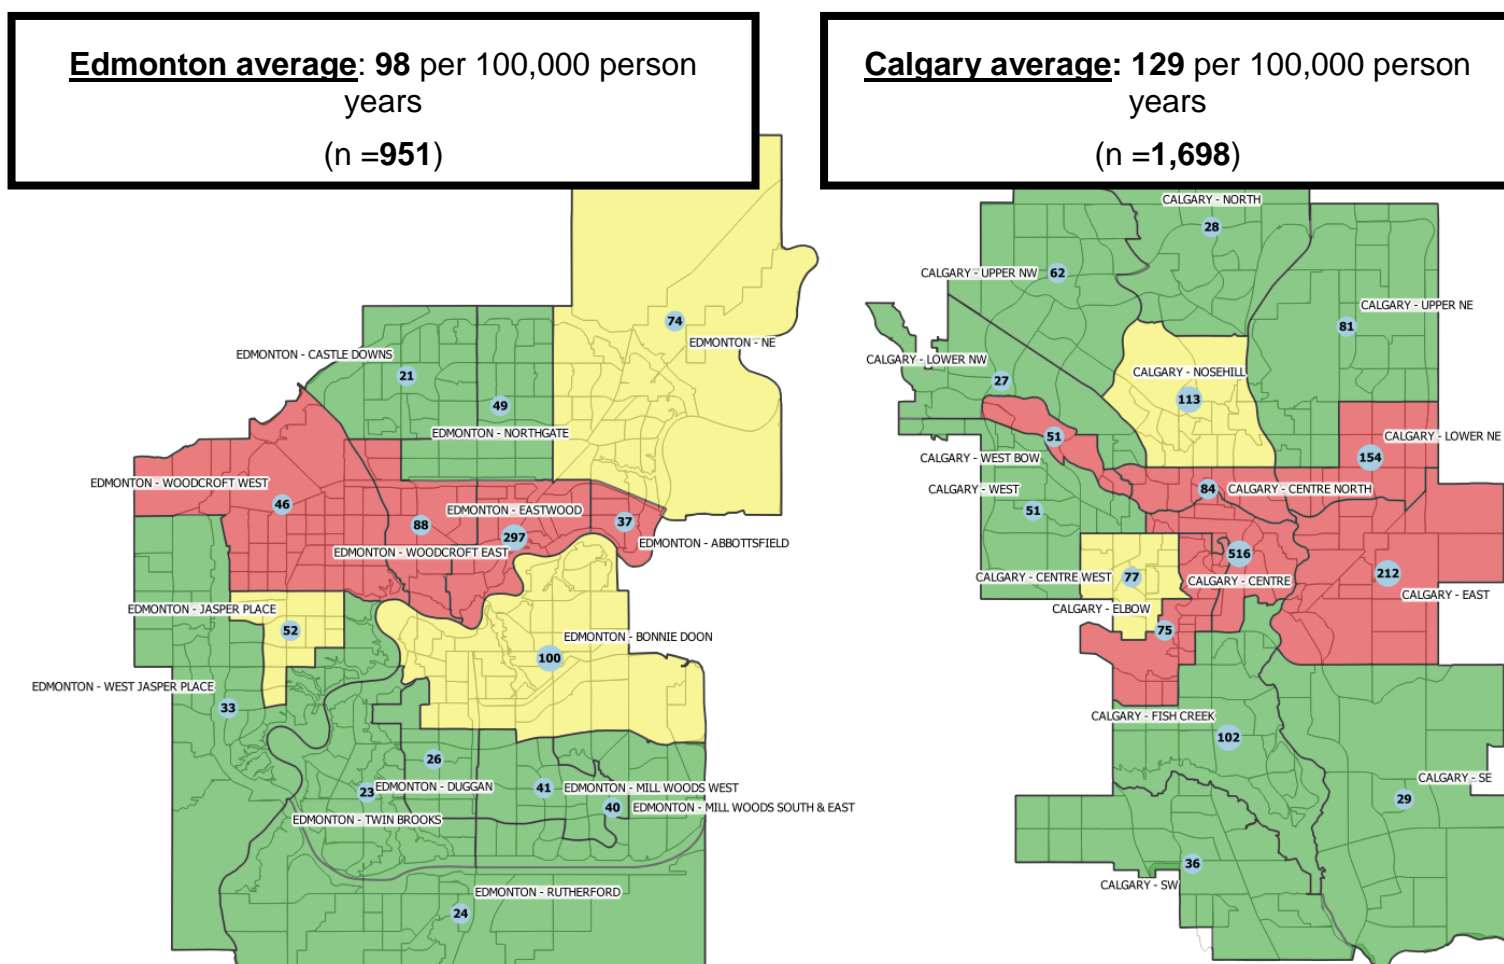 Edmonton average: 98 per 100,000 person
years
(n =951)
Calgary average: 129 per 100,000 person
years
(n =1,698)
74
EDMONTON - NE
EDMONTON - CASTLE DOWNS
21
49
EDMONTON - NORTHGATE
EDMONTON - WOODCROFT WEST
46
88
EDMONTON - EASTWOOD
297
37
EDMONTON - WOODCROFT EAST
EDMONTON - ABBOTTSFIELD
EDMONTON - JASPER PLACE
52
EDMONTON - BONNIE DOON
100
EDMONTON - WEST JASPER PLACE
33
26
23
EDMONTON - DUGGAN
41
EDMONTON - MILL WOODS WEST
40
EDMONTON - MILL WOODS SOUTH & EAST
EDMONTON - TWIN BROOKS
EDMONTON - RUTHERFORD
24
CALGARY - NORTH
28
CALGARY - UPPER NW
62
CALGARY - UPPER NE
81
CALGARY - LOWER NW
27
CALGARY - NOSEHILL
113
51
CALGARY - LOWER NE
154
CALGARY - WEST BOW
CALGARY - WEST
51
84
CALGARY - CENTRE NORTH
516
CALGARY - CENTRE WEST
77
CALGARY - CENTRE
212
CALGARY - EAST
CALGARY - ELBOW
75
CALGARY - FISH CREEK
102
CALGARY - SE
29
36
CALGARY - SW